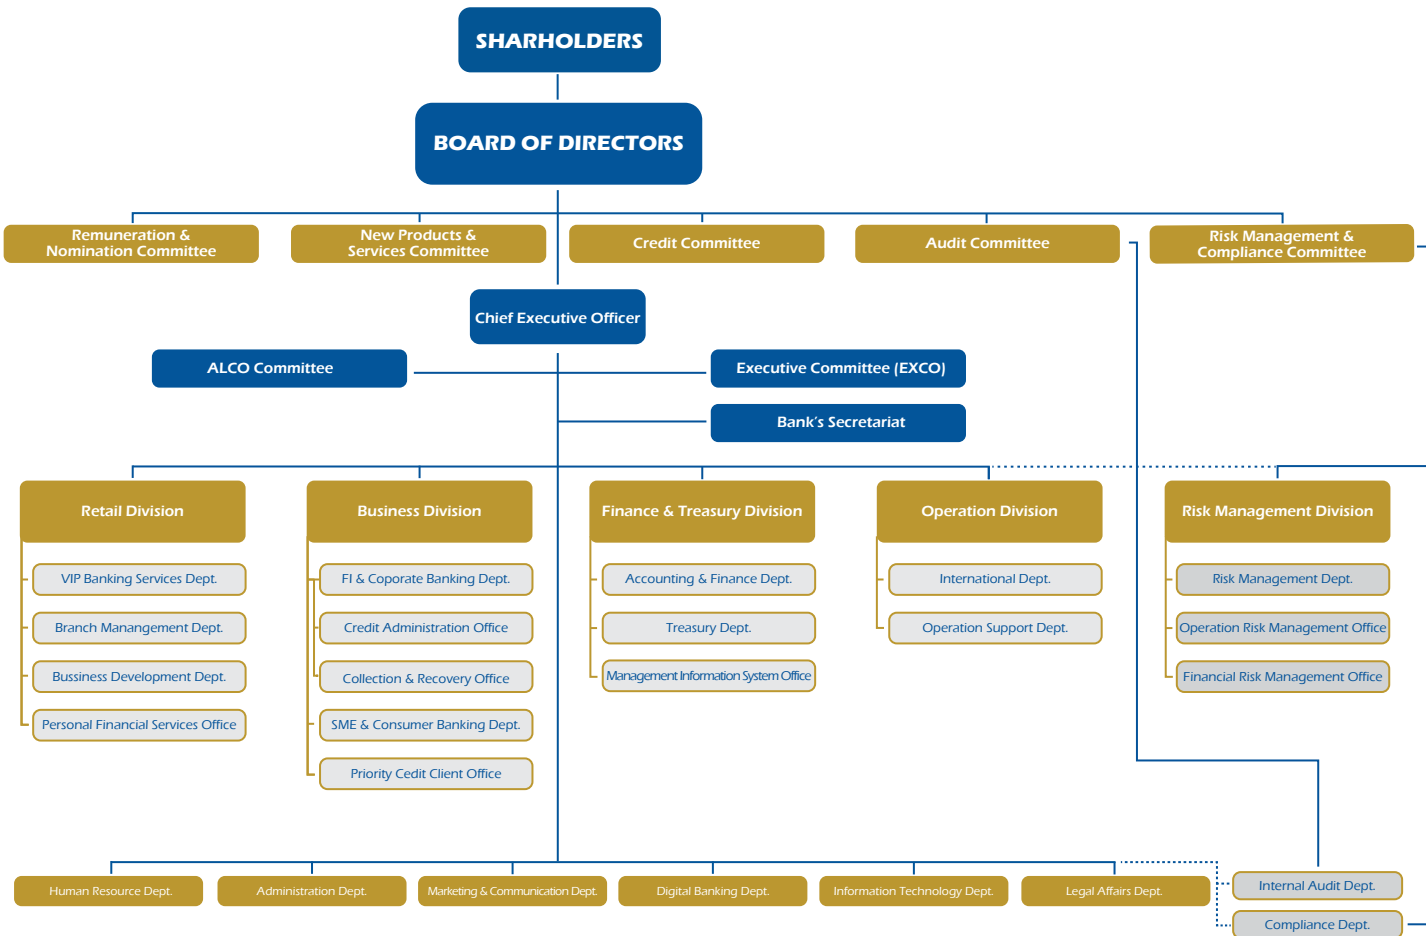 SHARHOLDERS
BOARD OF DIRECTORS
Remuneration &
Nomination Committee
New Products &
Services Committee
Credit Committee
Audit Committee
Risk Management &
Compliance Committee
Chief Executive Officer
ALCO Committee
Executive Committee (EXCO)
Bank's Secretariat
Retail Division
Business Division
Finance & Treasury Division
Operation Division
Risk Management Division
VIP Banking Services Dept.
FI & Coporate Banking Dept.
Accounting & Finance Dept.
International Dept.
Risk Management Dept.
Branch Manangement Dept.
Credit Administration Office
Treasury Dept.
Operation Support Dept.
Operation Risk Management Office
Bussiness Development Dept.
Collection & Recovery Office
Management Information System Office
Financial Risk Management Office
Personal Financial Services Office
SME & Consumer Banking Dept.
Priority Cedit Client Office
Human Resource Dept.
Administration Dept.
Marketing & Communication Dept.
Digital Banking Dept.
Information Technology Dept.
Legal Affairs Dept.
Internal Audit Dept.
Compliance Dept.